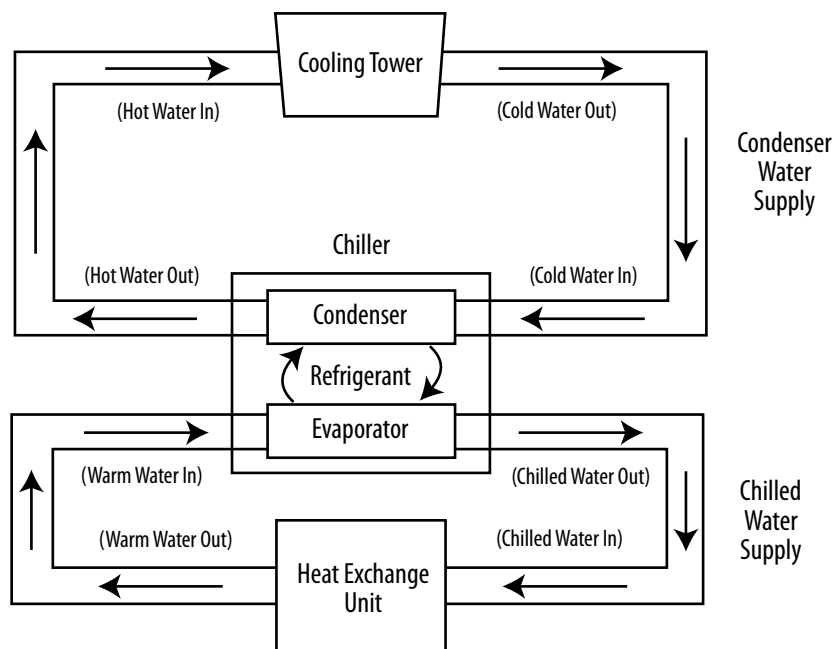 Cooling Tower
(Hot Water In)
(Cold Water Out)
Condenser
Water
Supply
Chiller
(Hot Water Out)
(Cold Water In)
Condenser
Refrigerant
Evaporator
(Warm Water In)
(Chilled Water Out)
Chilled
Water
Supply
(Warm Water Out)
(Chilled Water In)
Heat Exchange
Unit